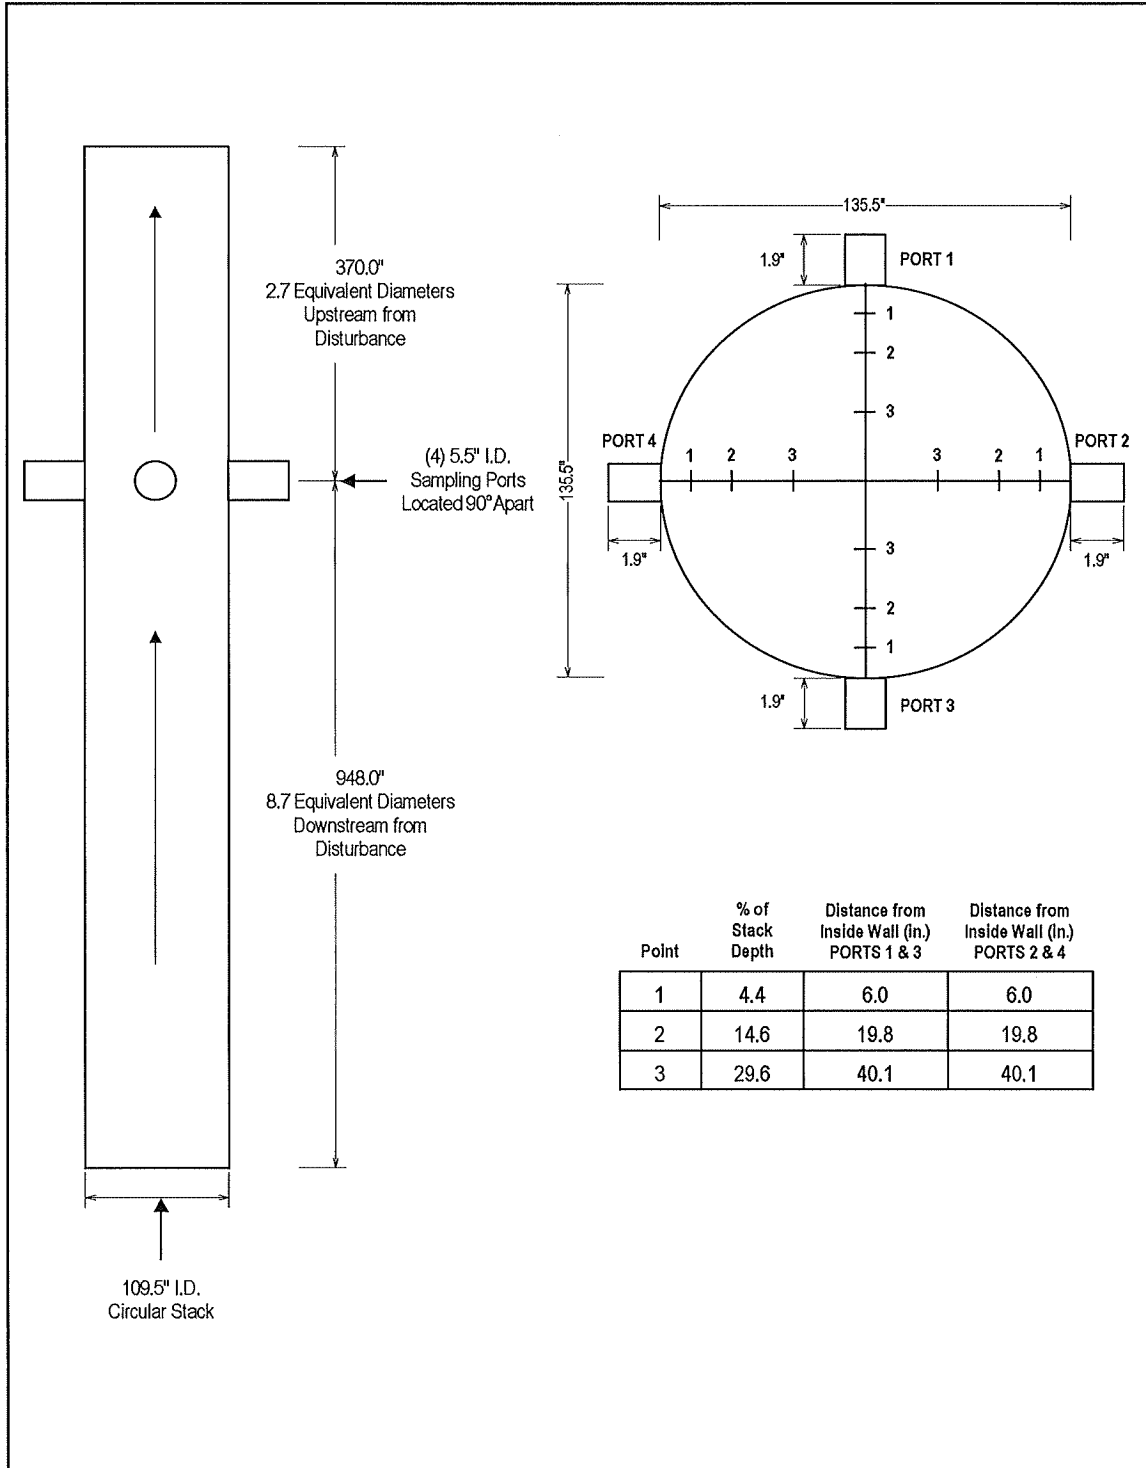 370.0"
2.7 Equivalent Diameters
Upstream from
Disturbance
(4) 5.5" I.D.
Sampling Ports
Located 90° Apart
948.0"
8.7 Equivalent Diameters
Downstream from
Disturbance
109.5" I.D.
Circular Stack
135.5"
1.9"
PORT 1
135.5"
1
2
3
PORT 4
PORT 2
1 2 3 3 2 1
1.9"
1.9"
3
2
1
1.9"
PORT 3
Point
% of
Stack
Depth
Distance from
Inside Wall (in.)
PORTS 1 & 3
Distance from
Inside Wall (in.)
PORTS 2 & 4
1 4.4 6.0 6.0
2 14.6 19.8 19.8
3 29.6 40.1 40.1